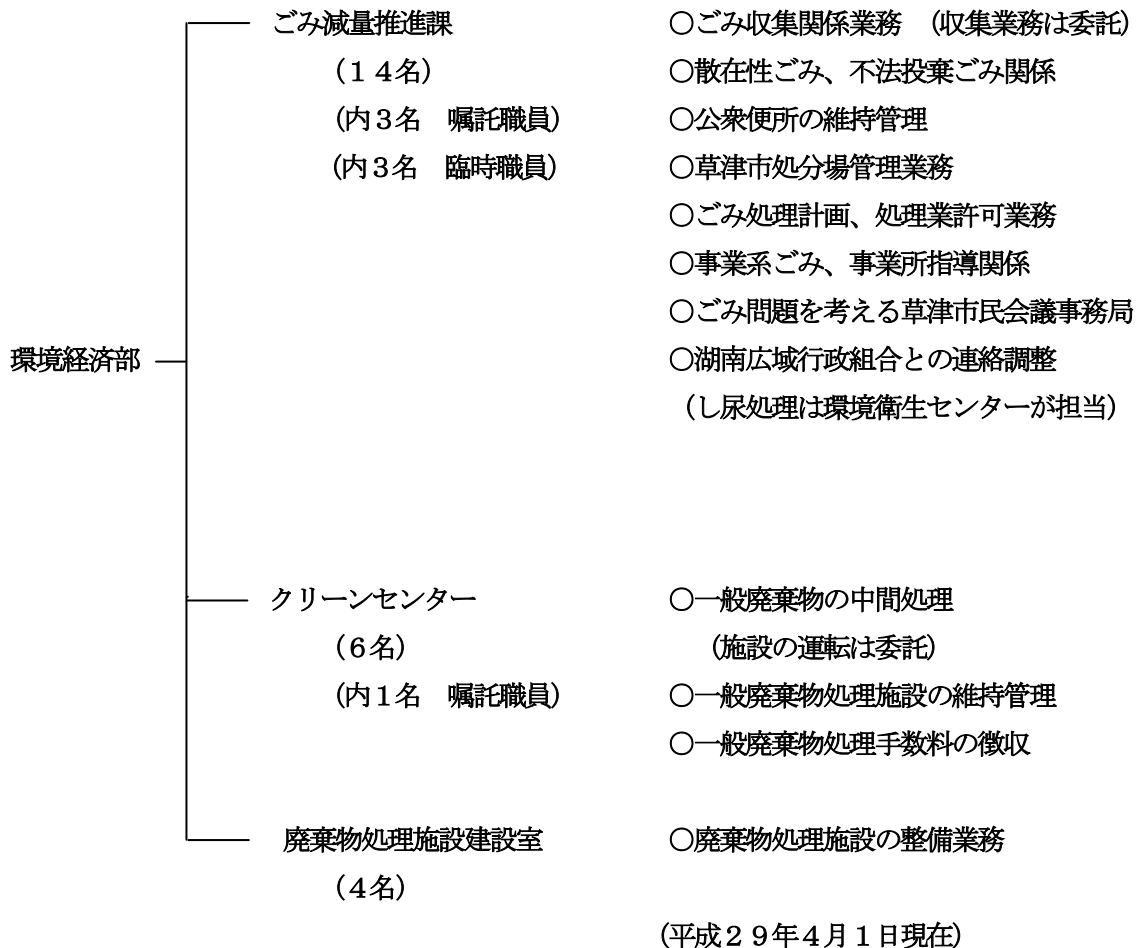 ごみ減量推進課　○ごみ収集関係業務　（収集業務は委託）
（１４名）　○散在性ごみ、不法投棄ごみ関係
（内３名　嘱託職員）　○公衆便所の維持管理
（内３名　臨時職員）　○草津市処分場管理業務
○ごみ処理計画、処理業許可業務
○事業系ごみ、事業所指導関係
○ごみ問題を考える草津市民会議事務局
環境経済部　○湖南広域行政組合との連絡調整
（し尿処理は環境衛生センターが担当）
クリーンセンター　○一般廃棄物の中間処理
（６名）　（施設の運転は委託）
（内１名　嘱託職員）　○一般廃棄物処理施設の維持管理
○一般廃棄物処理手数料の徴収
廃棄物処理施設建設室　○廃棄物処理施設の整備業務
（４名）
（平成２９年４月１日現在）